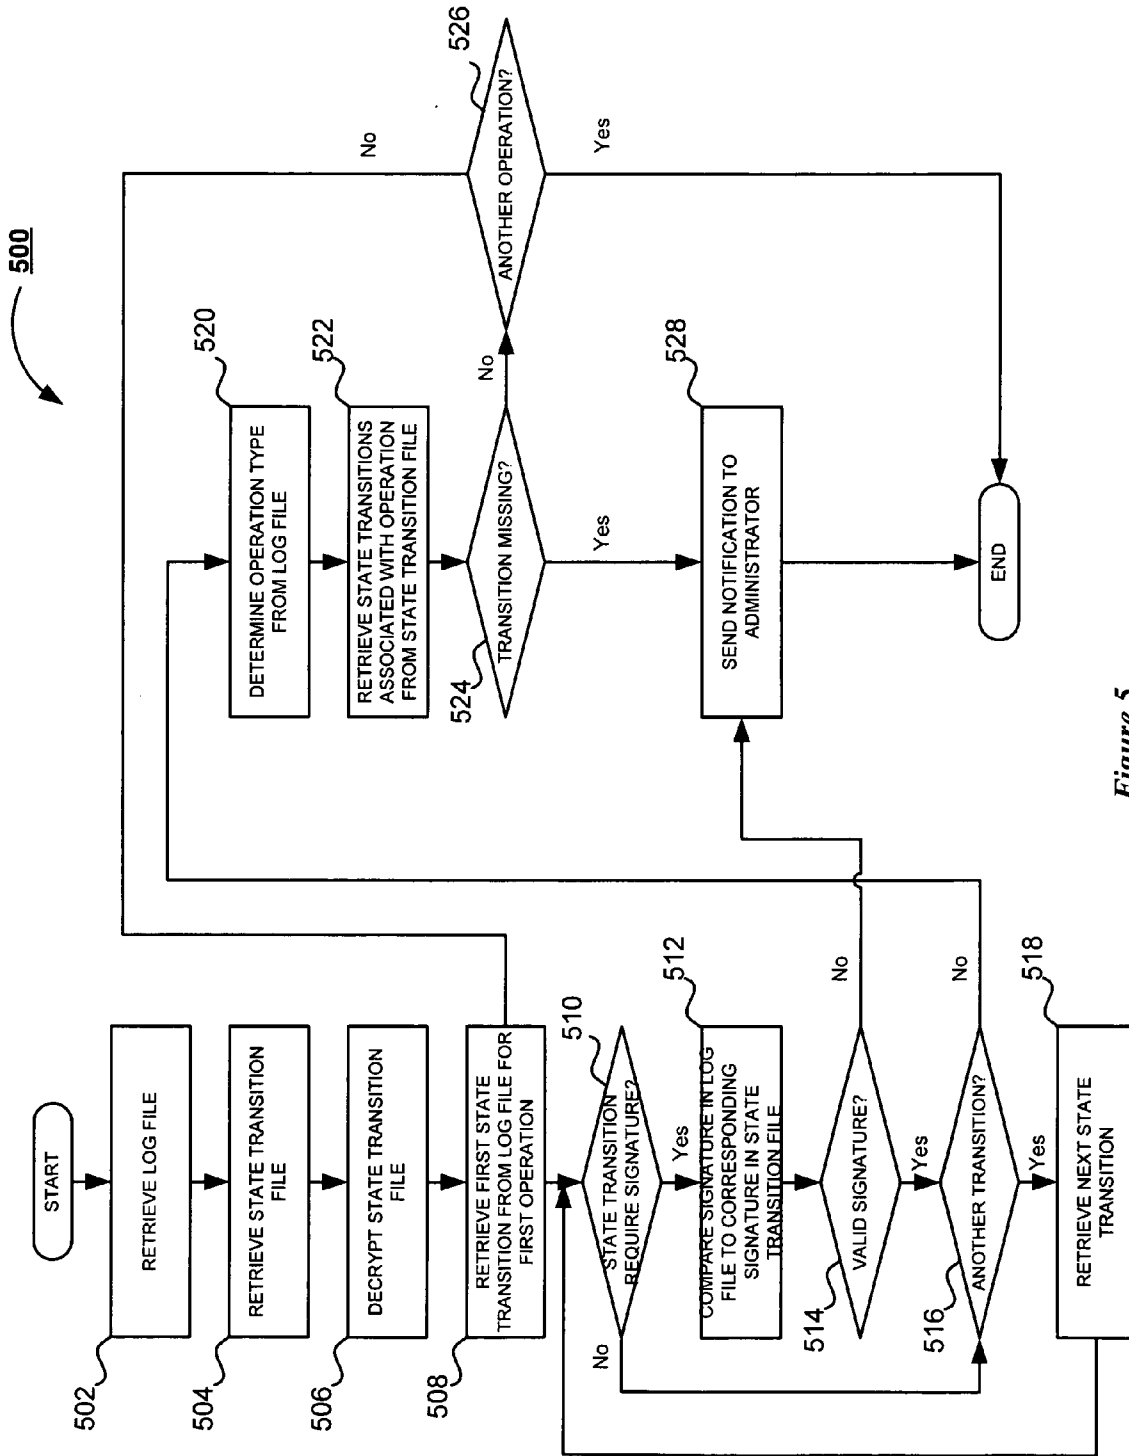 500
START
RETRIEVE LOG FILE
502
RETRIEVE STATE TRANSITION
FILE
504
DECRYPT STATE TRANSITION
FILE
506
RETRIEVE FIRST STATE
TRANSITION FROM LOG FILE FOR
FIRST OPERATION
508
STATE TRANSITION
REQUIRE SIGNATURE?
510
No
Yes
COMPARE SIGNATURE IN LOG
FILE TO CORRESPONDING
SIGNATURE IN STATE
TRANSITION FILE
512
VALID SIGNATURE?
514
No
Yes
ANOTHER TRANSITION?
516
No
Yes
RETRIEVE NEXT STATE
TRANSITION
518
DETERMINE OPERATION TYPE
FROM LOG FILE
520
RETRIEVE STATE TRANSITIONS
ASSOCIATED WITH OPERATION
FROM STATE TRANSITION FILE
522
TRANSITION MISSING?
524
No
Yes
ANOTHER OPERATION?
526
No
Yes
SEND NOTIFICATION TO
ADMINISTRATOR
528
END
Figure 5